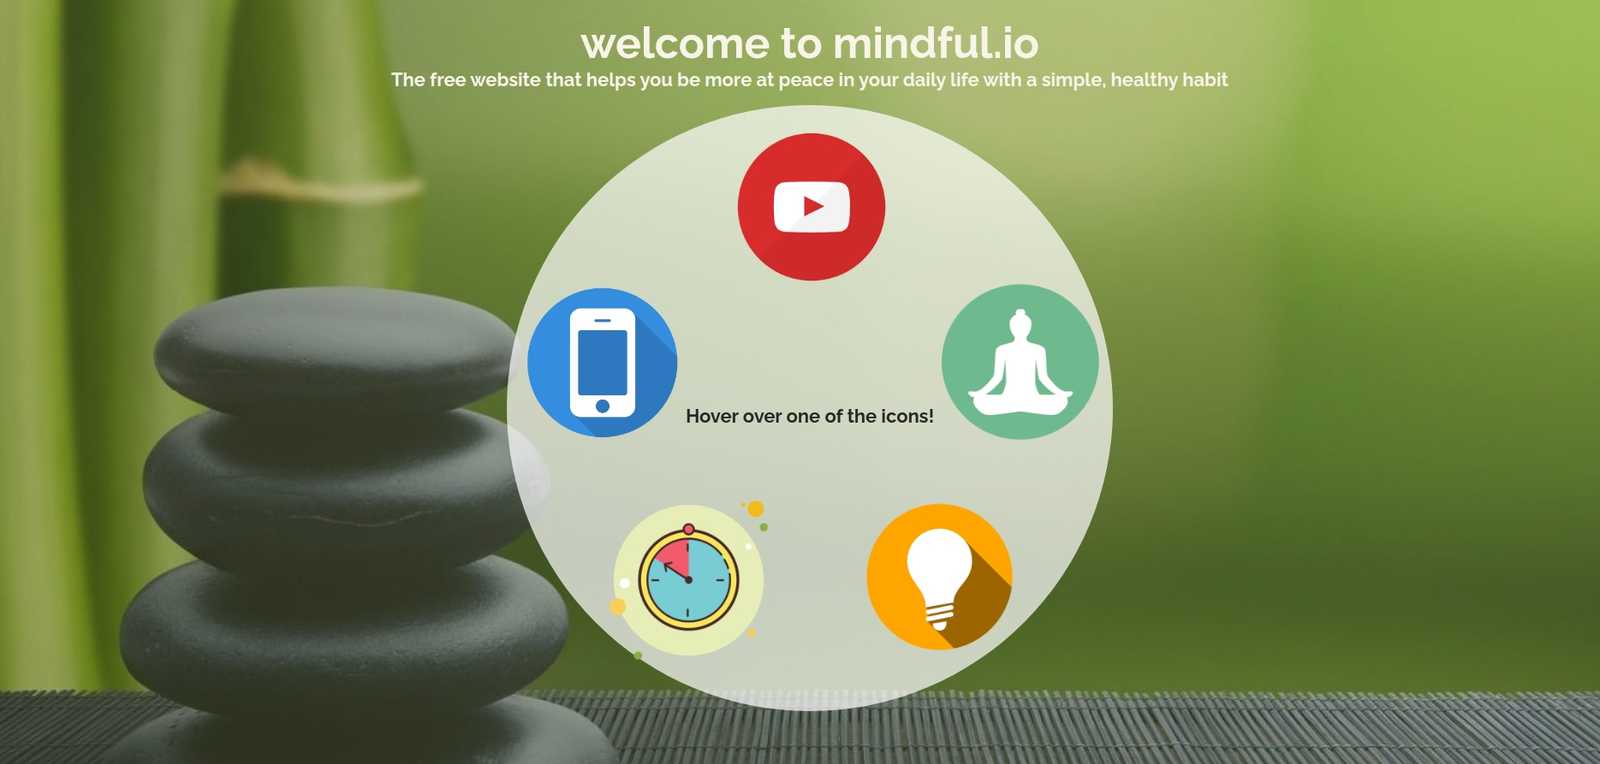 welcome to mindful.io
The free website that helps you be more at peace in your daily life with a simple, healthy habit
Hover over one of the icons!